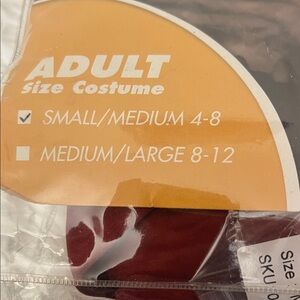 ADULT
Size Costume
SMALL/MEDIUM 4-8
MEDIUM/LARGE 8-12
Size
SKU